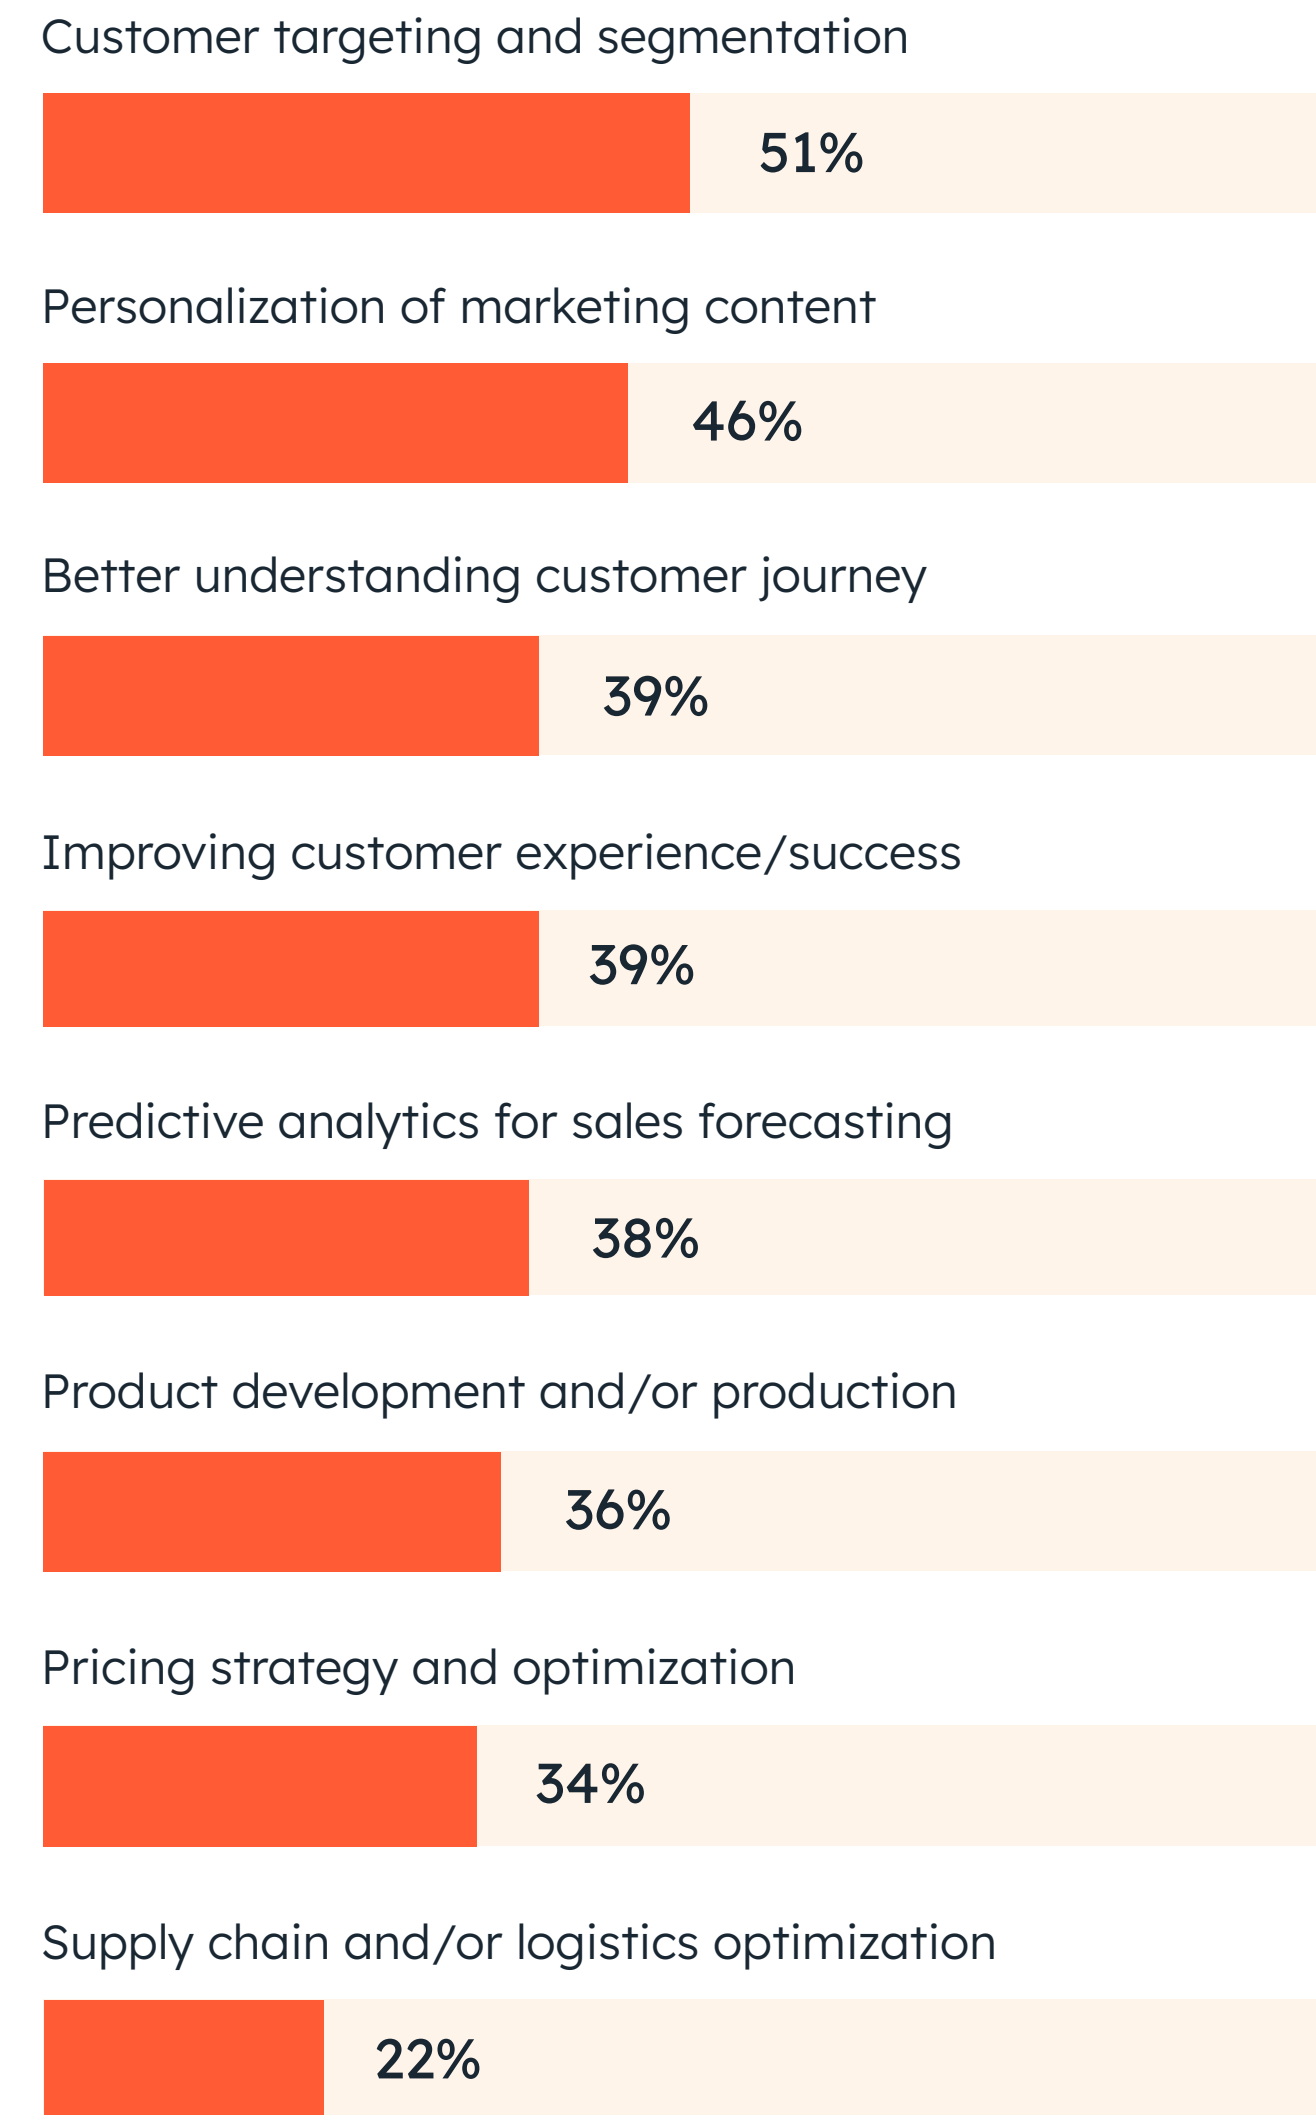 Customer targeting and segmentation
51%
Personalization of marketing content
46%
Better understanding customer journey
39%
Improving customer experience/success
39%
Predictive analytics for sales forecasting
38%
Product development and/or production
36%
Pricing strategy and optimization
34%
Supply chain and/or logistics optimization
22%